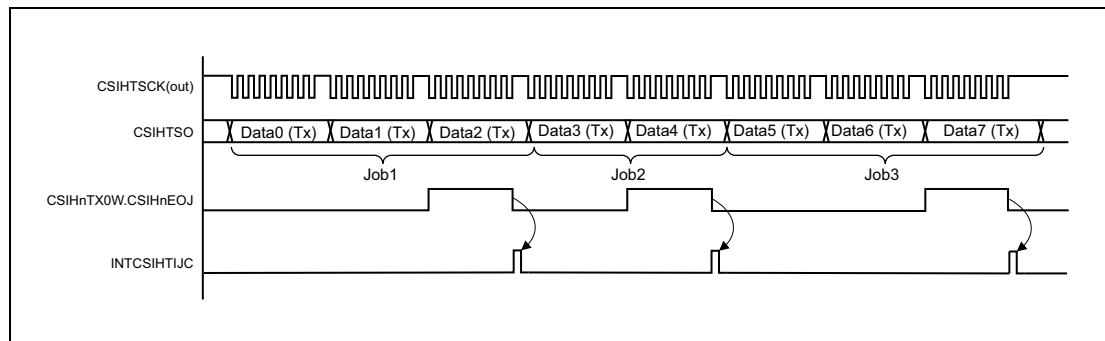 CSIHTSCK(out)
CSIHTSO
Data0 (Tx) Data1 (Tx) Data2 (Tx) Data3 (Tx) Data4 (Tx) Data5 (Tx) Data6 (Tx) Data7 (Tx)
Job1 Job2 Job3
CSIHnTX0W.CSIHnEOJ
INTCSIHTIJC